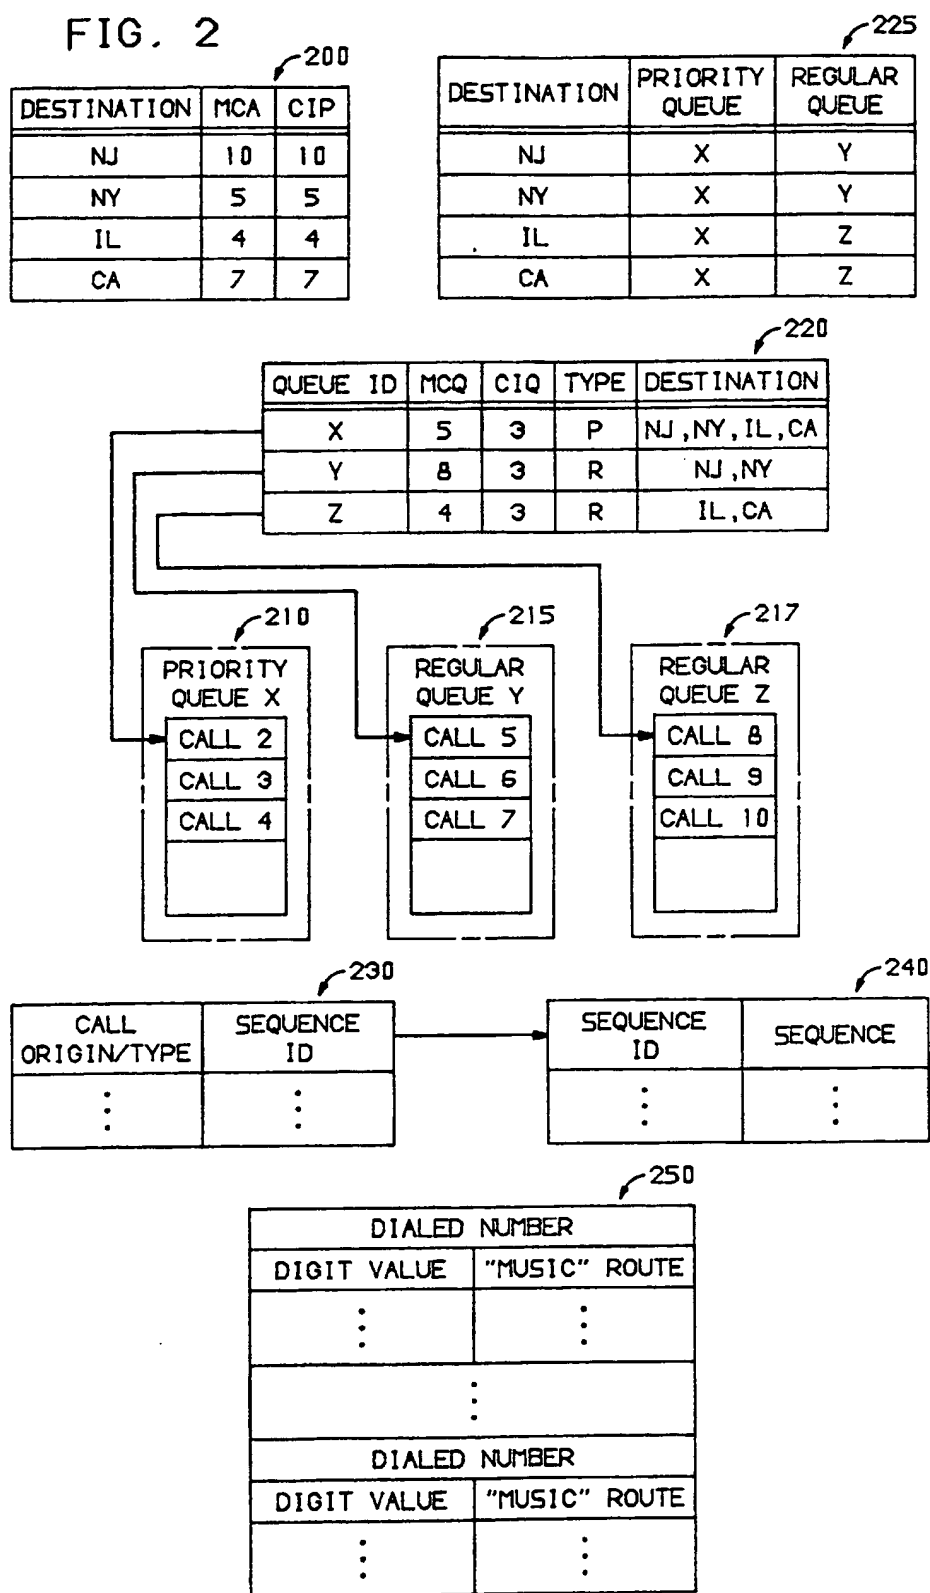 FIG. 2
200
DESTINATION MCA CIP
NJ 10 10
NY 5 5
IL 4 4
CA 7 7
225
DESTINATION PRIORITY QUEUE REGULAR QUEUE
NJ X Y
NY X Y
IL X Z
CA X Z
220
QUEUE ID MCQ CIQ TYPE DESTINATION
X 5 3 P NJ,NY,IL,CA
Y 8 3 R NJ,NY
Z 4 3 R IL,CA
210
PRIORITY
QUEUE X
CALL 2
CALL 3
CALL 4
215
REGULAR
QUEUE Y
CALL 5
CALL 6
CALL 7
217
REGULAR
QUEUE Z
CALL 8
CALL 9
CALL 10
230
CALL
ORIGIN/TYPE
SEQUENCE
ID
240
SEQUENCE
ID
SEQUENCE
250
DIALED NUMBER
DIGIT VALUE "MUSIC" ROUTE
DIALED NUMBER
DIGIT VALUE "MUSIC" ROUTE